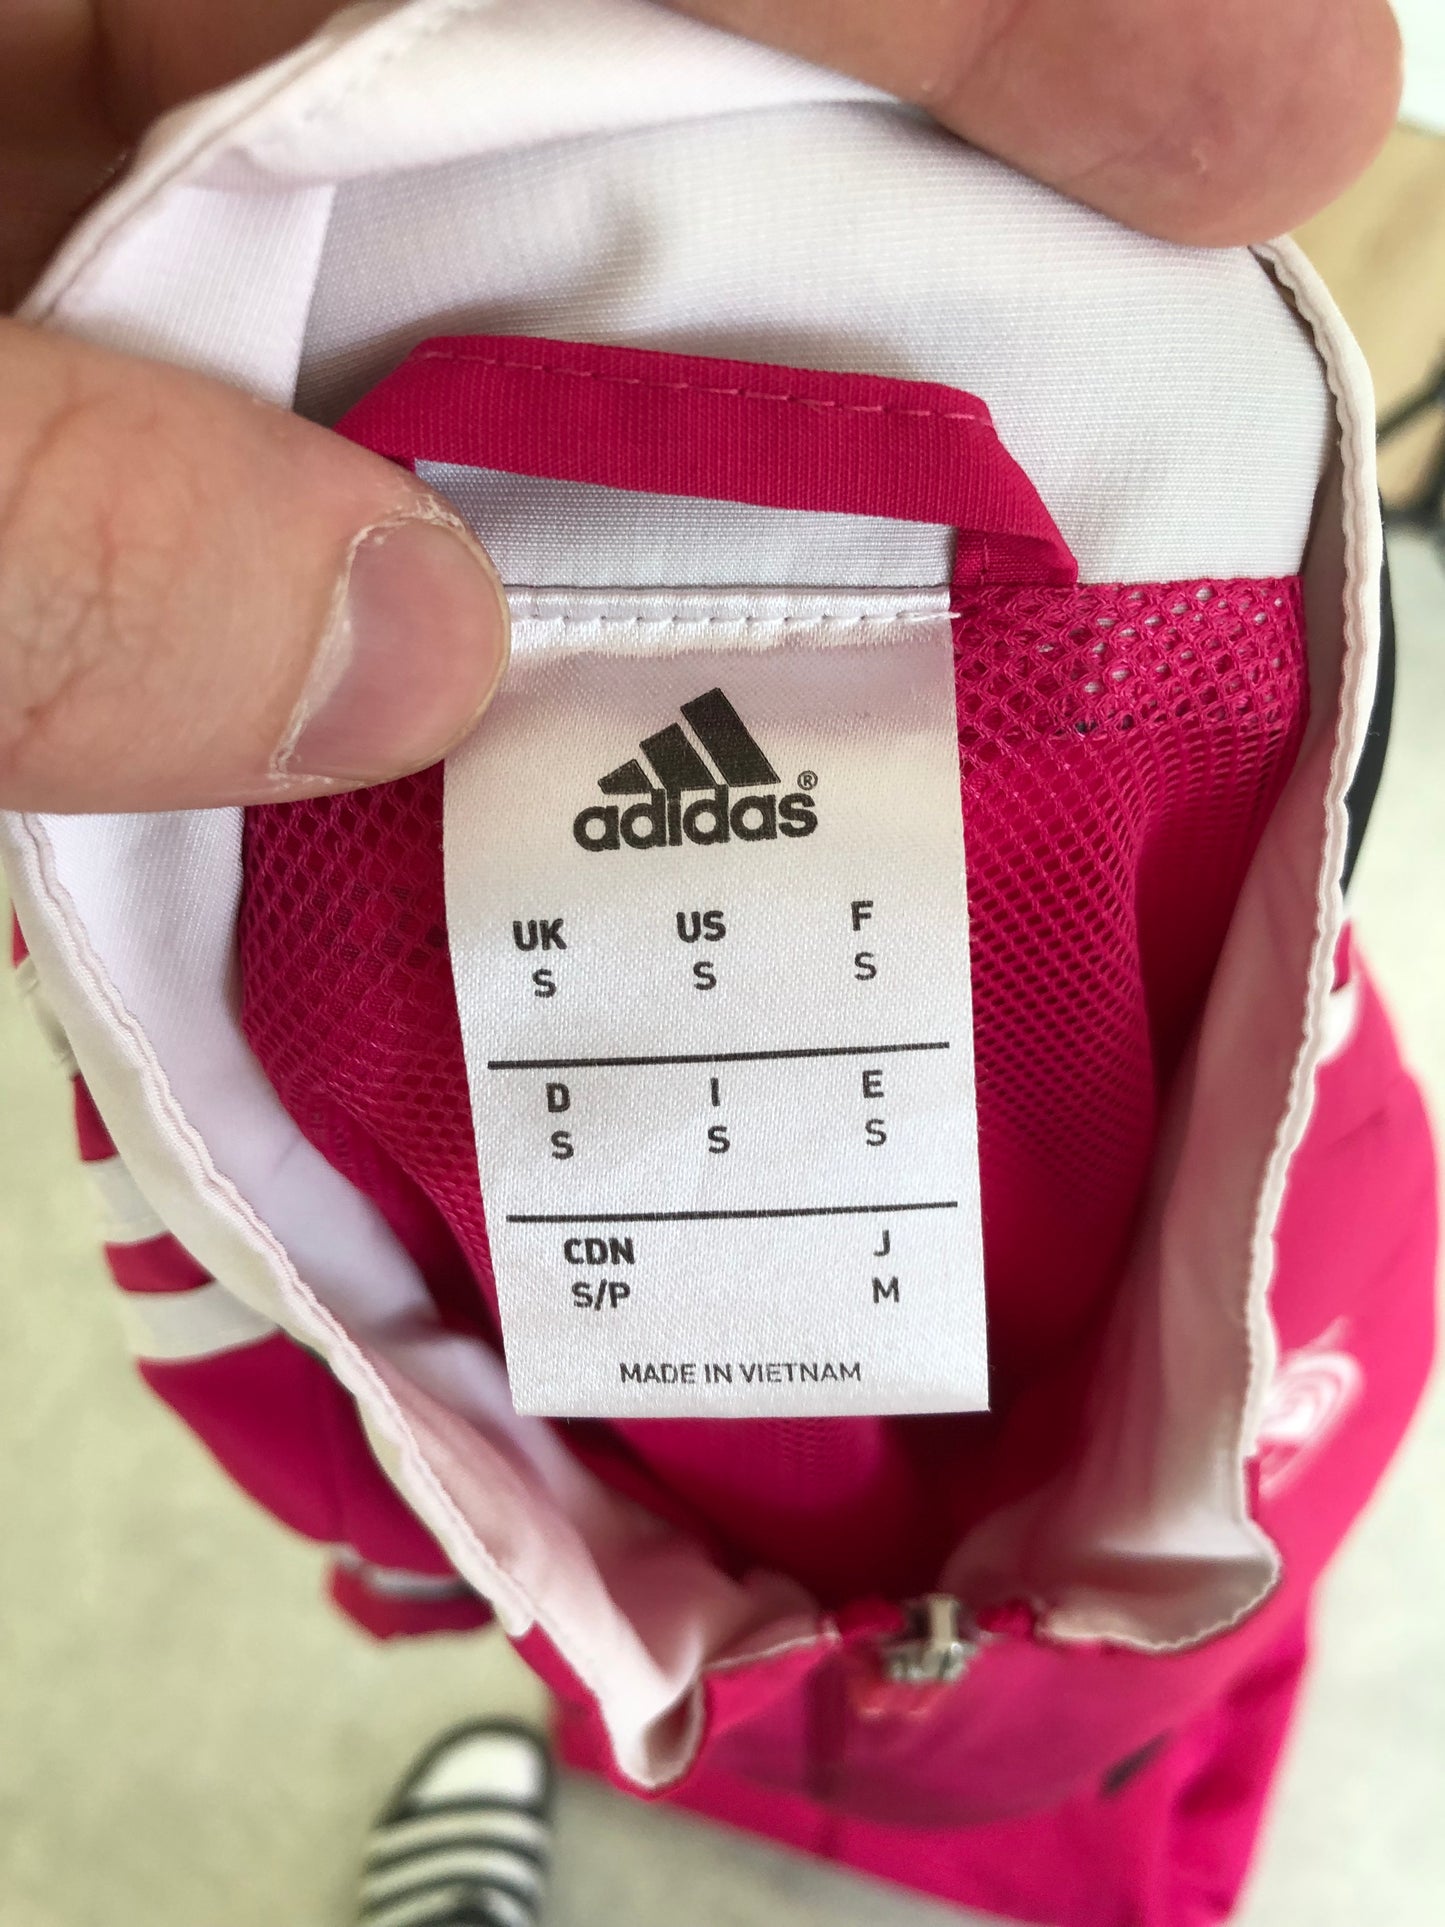 adidas®
UK US F
S S S
D I E
S S S
CDN J
S/P M
MADE IN VIETNAM